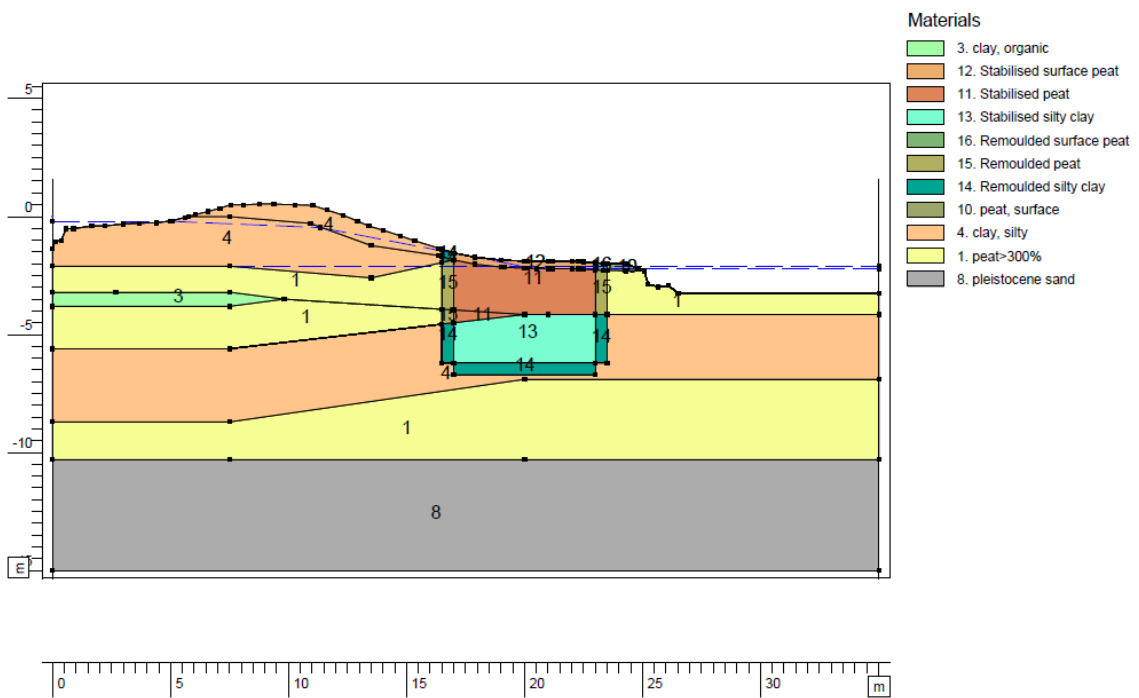 Materials
3. clay, organic
12. Stabilised surface peat
11. Stabilised peat
13. Stabilised silty clay
16. Remoulded surface peat
15. Remoulded peat
14. Remoulded silty clay
10. peat, surface
4. clay, silty
1. peat>300%
8. pleistocene sand
5
0
-5
-10
m
4
4
1
3
1
14
12
16
10
11
15
15
1
15
11
13
14
14
14
4
1
8
0 5 10 15 20 25 30 m